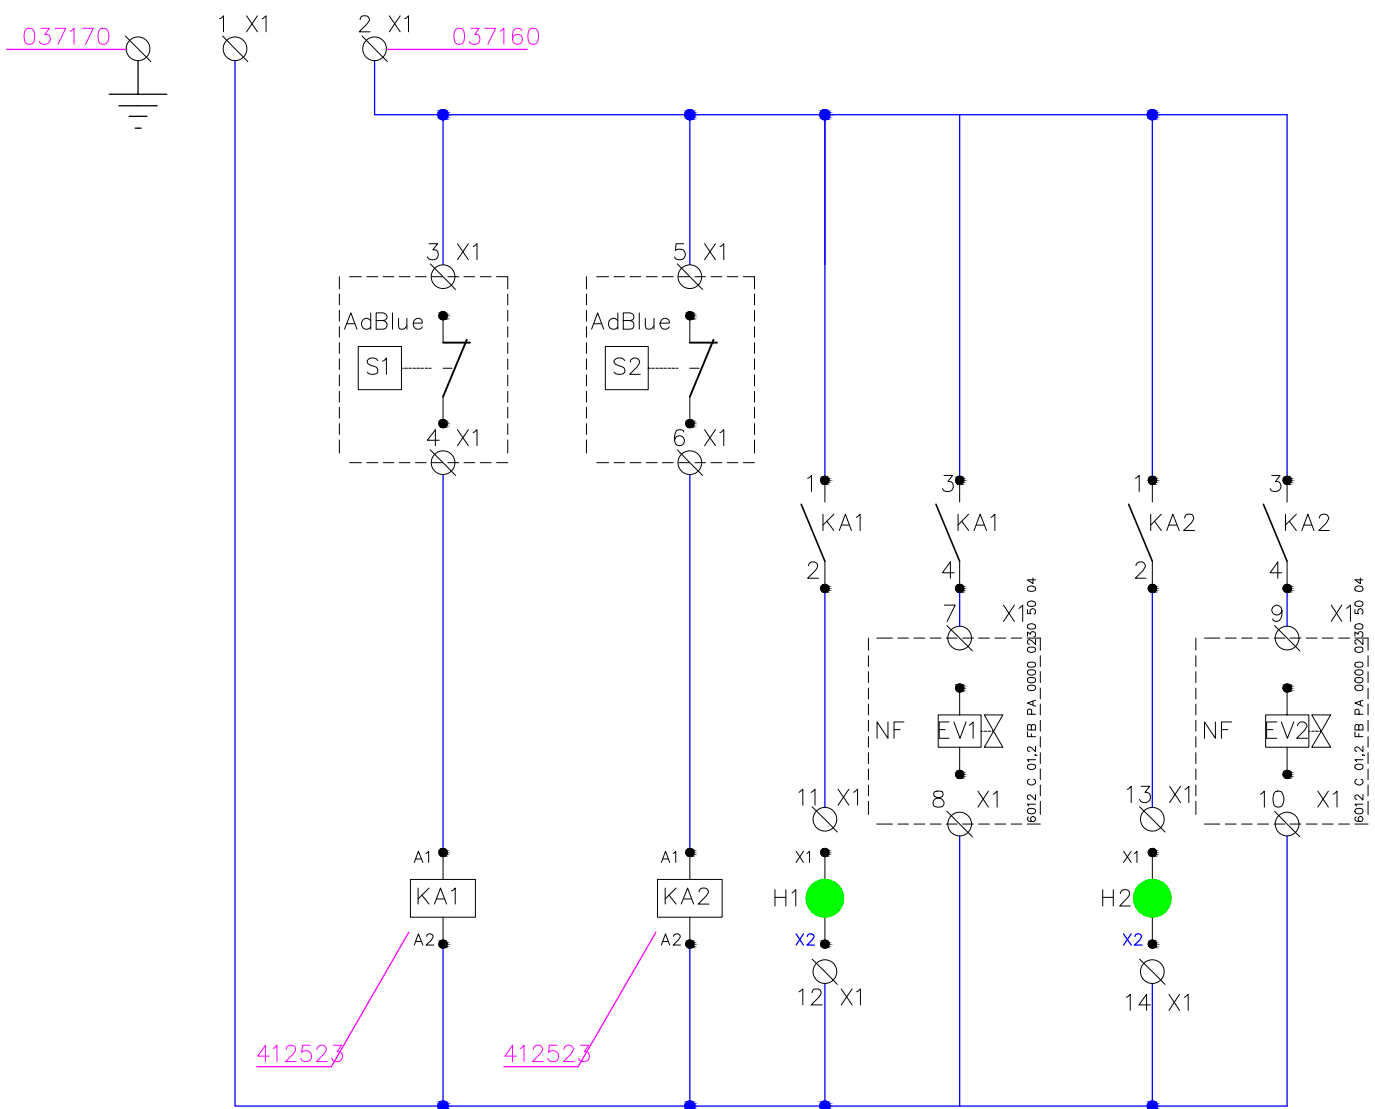 037170
1 X1
2 X1
037160
3 X1
5 X1
AdBlue
AdBlue
S1
S2
4 X1
6 X1
1
3
1
3
KA1
KA1
KA2
KA2
2
4
2
4
7 X1
9 X1
6012 C 01,2 FB PA 0000 0230 50 04
6012 C 01,2 FB PA 0000 0230 50 04
NF
EV1
NF
EV2
11 X1
8 X1
13 X1
10 X1
A1
A1
X1
X1
KA1
KA2
H1
H2
A2
A2
X2
X2
12 X1
14 X1
412523
412523